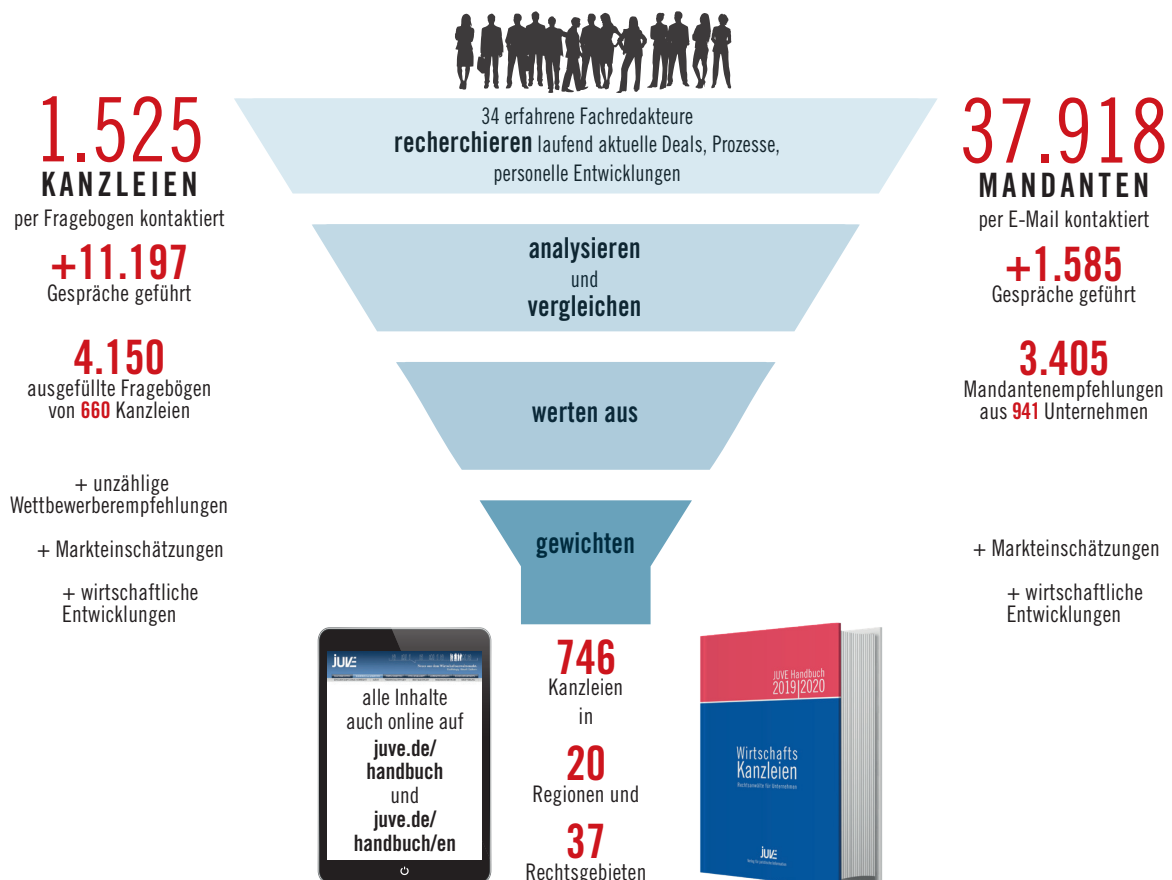 1.525
KANZLEIEN
per Fragebogen kontaktiert
+11.197
Gespräche geführt
4.150
ausgefüllte Fragebögen
von 660 Kanzleien
+ unzählige
Wettbewerberempfehlungen
+ Markteinschätzungen
+ wirtschaftliche
Entwicklungen
34 erfahrene Fachredakteure
recherchieren laufend aktuelle Deals, Prozesse,
personelle Entwicklungen
analysieren
und
vergleichen
werten aus
gewichten
37.918
MANDANTEN
per E-Mail kontaktiert
+1.585
Gespräche geführt
3.405
Mandantenempfehlungen
aus 941 Unternehmen
+ Markteinschätzungen
+ wirtschaftliche
Entwicklungen
JUVE
alle Inhalte
auch online auf
juve.de/
handbuch
und
juve.de/
handbuch/en
746
Kanzleien
in
20
Regionen und
37
Rechtsgebieten
JUVE Handbuch
2019|2020
Wirtschafts
Kanzleien
Rechtsanwälte für Unternehmen
JUVE